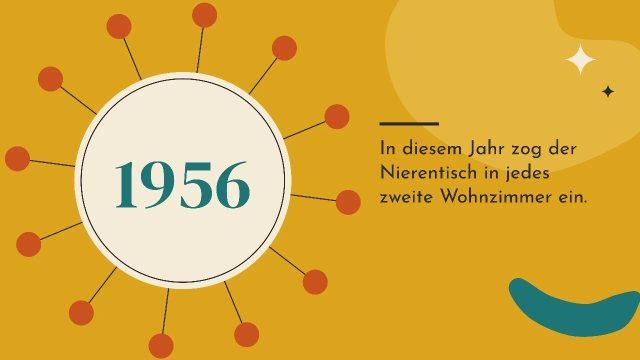 1956
In diesem Jahr zog der
Nierentisch in jedes
zweite Wohnzimmer ein.